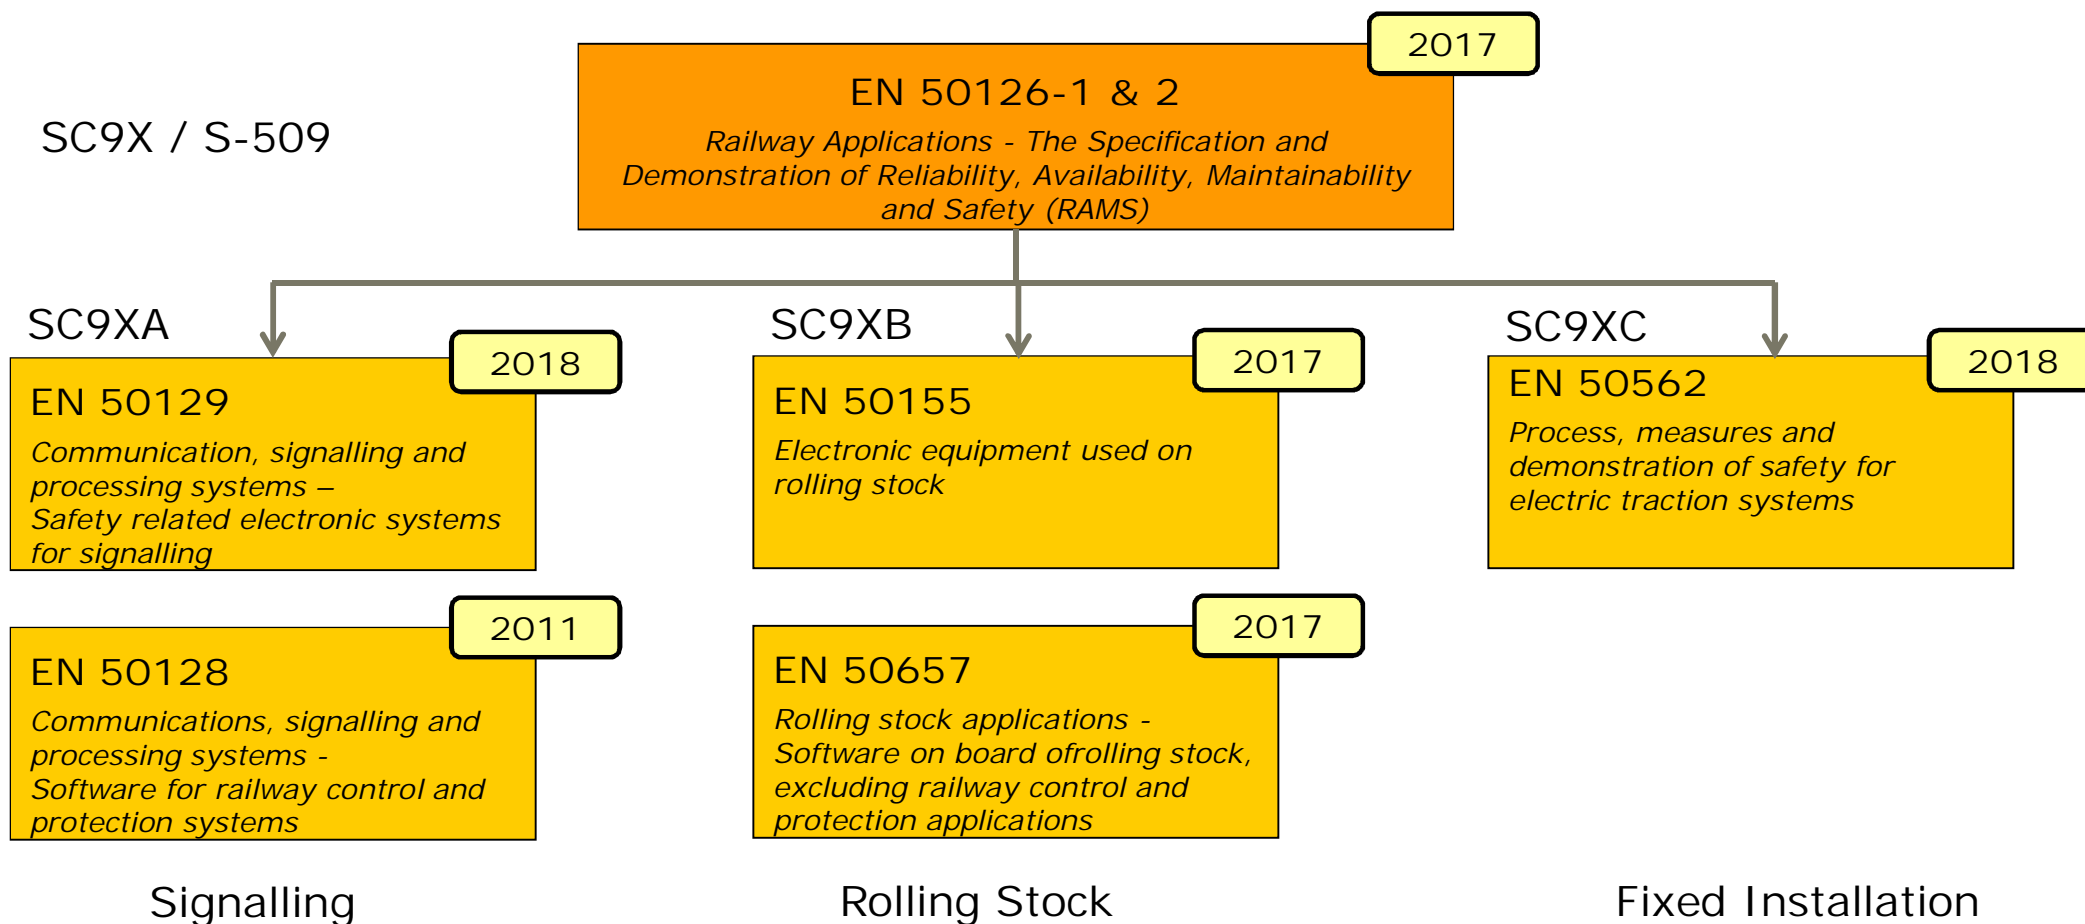 2017
EN 50126-1 & 2
Railway Applications - The Specification and
Demonstration of Reliability, Availability, Maintainability
and Safety (RAMS)
SC9X / S-509
SC9XA
2018
EN 50129
Communication, signalling and
processing systems –
Safety related electronic systems
for signalling
2011
EN 50128
Communications, signalling and
processing systems -
Software for railway control and
protection systems
Signalling
SC9XB
2017
EN 50155
Electronic equipment used on
rolling stock
2017
EN 50657
Rolling stock applications -
Software on board ofrolling stock,
excluding railway control and
protection applications
Rolling Stock
SC9XC
2018
EN 50562
Process, measures and
demonstration of safety for
electric traction systems
Fixed Installation